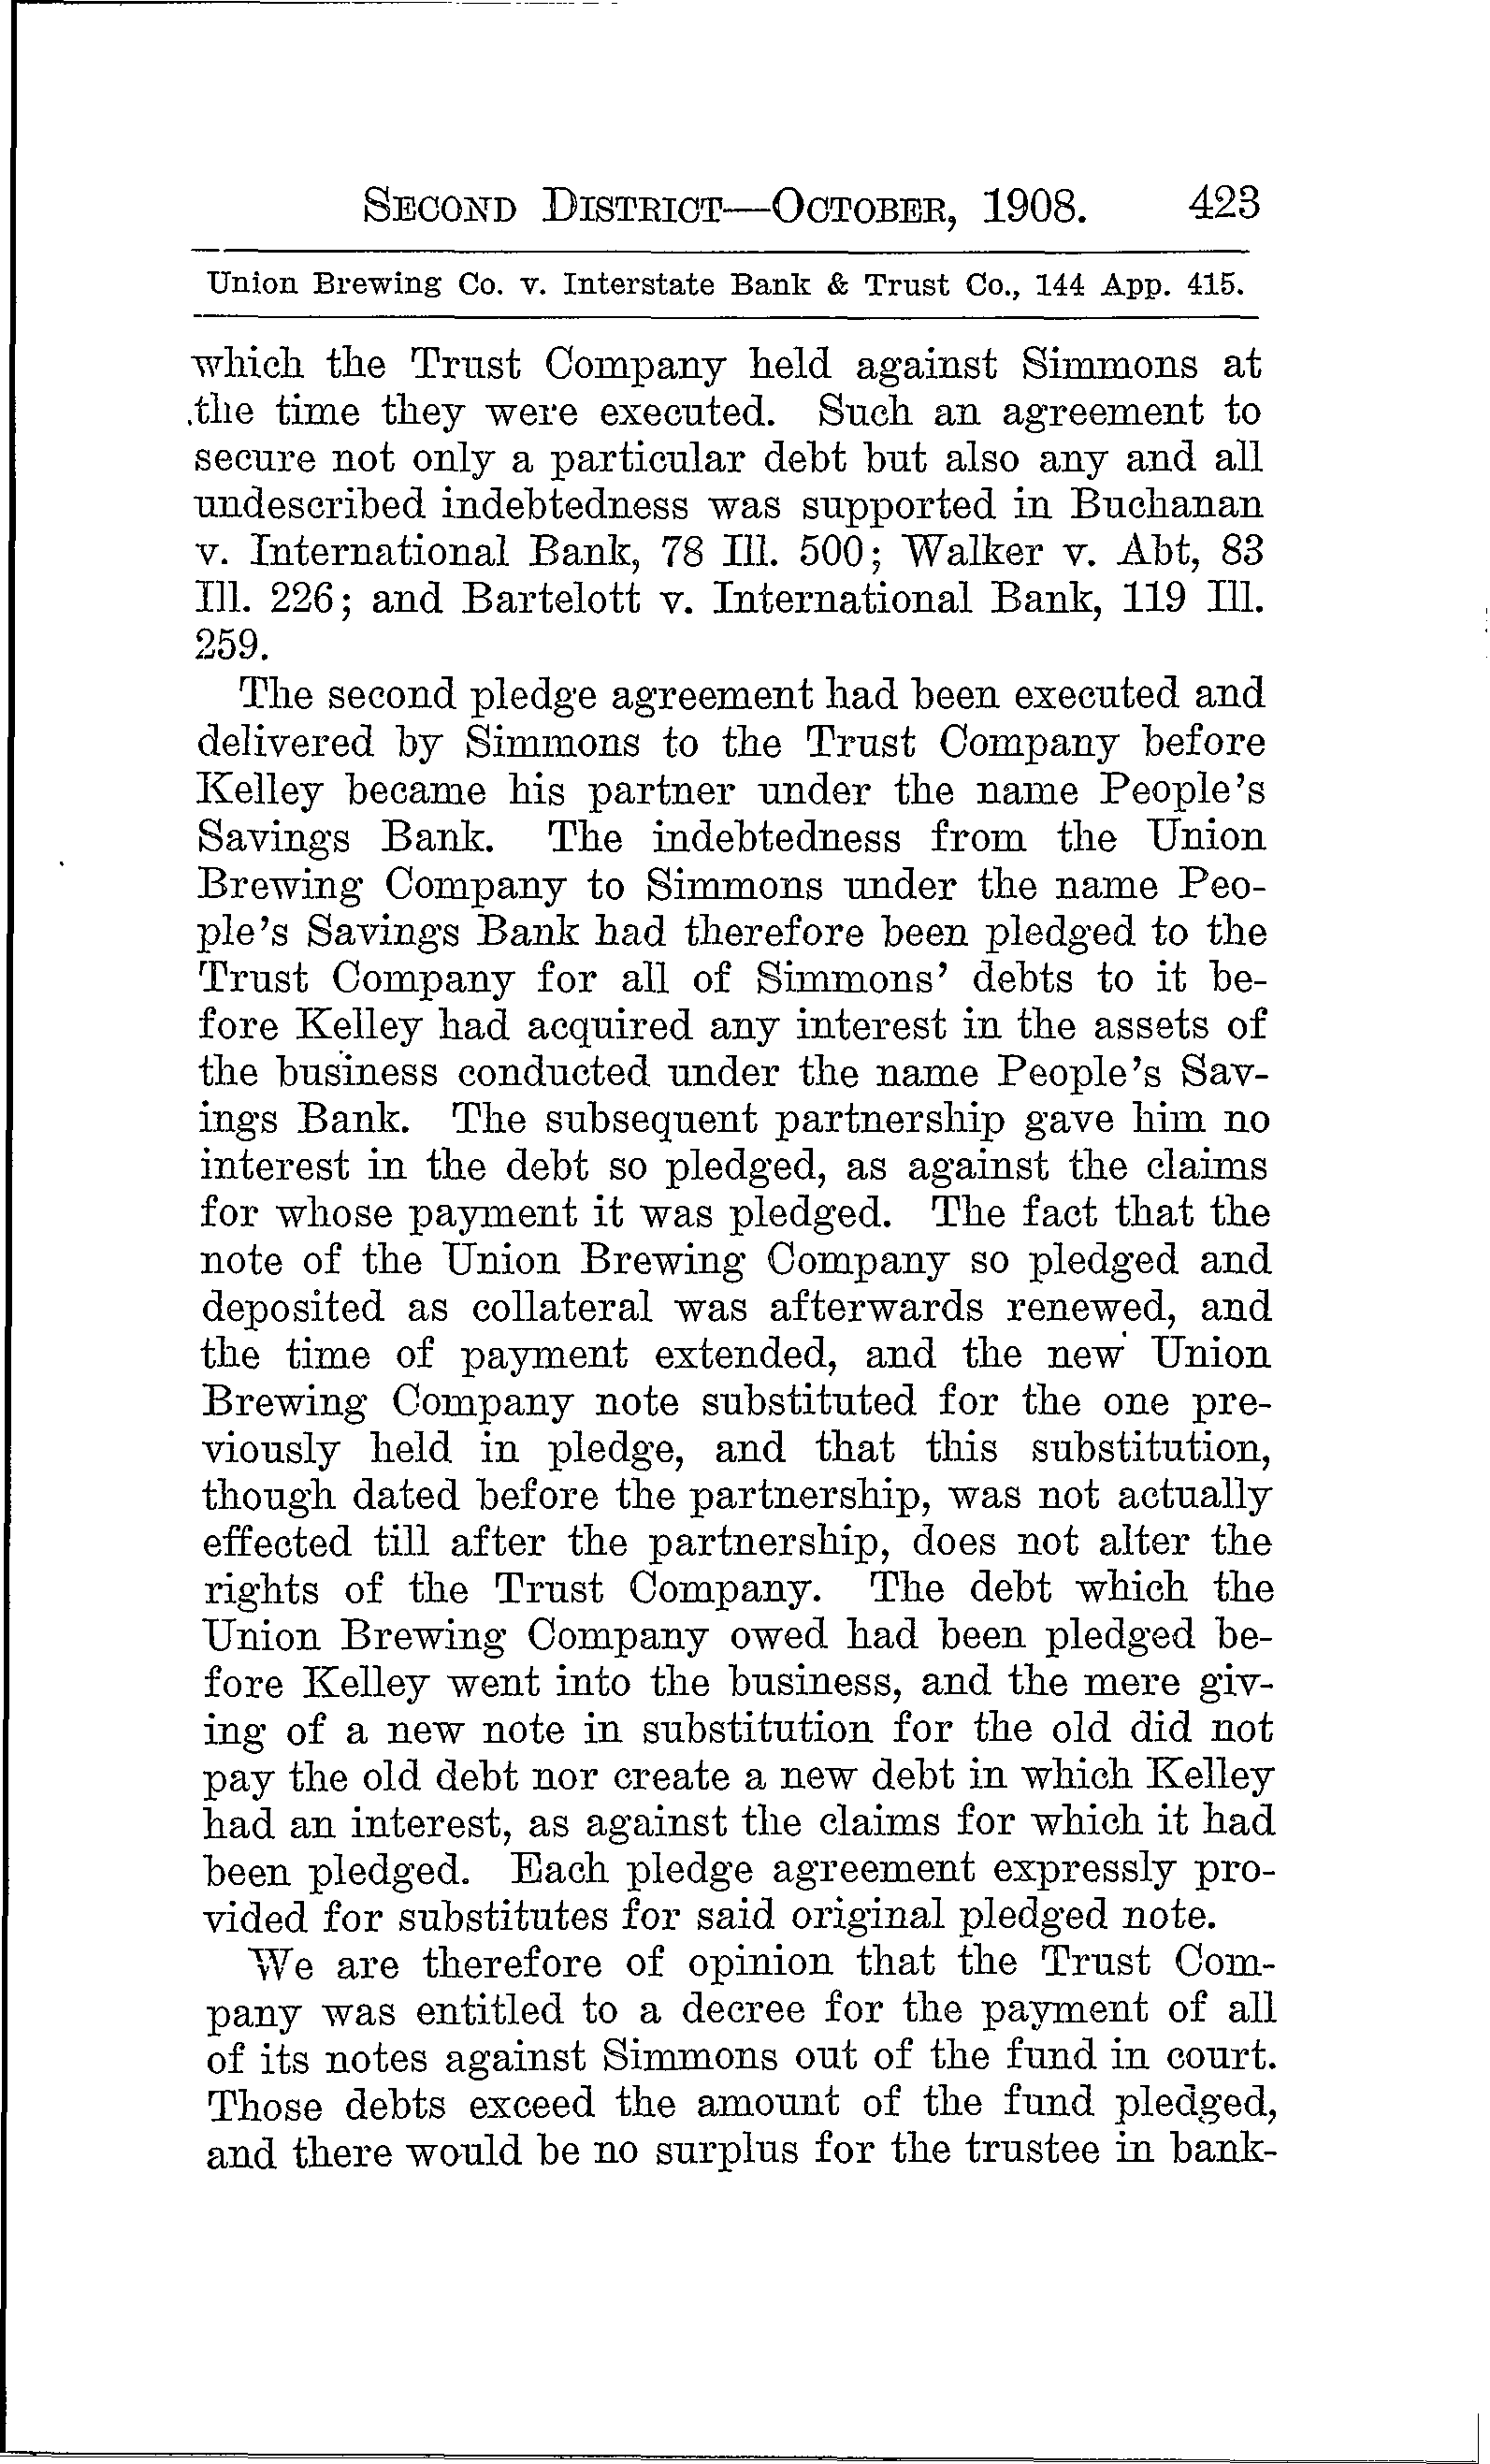 SECOND DISTRICT—OCTOBER, 1908. 423
Union Brewing Co. v. Interstate Bank & Trust Co., 144 App. 415.
which the Trust Company held against Simmons at
the time they were executed. Such an agreement to
secure not only a particular debt but also any and all
undescribed indebtedness was supported in Buchanan
v. International Bank, 78 Ill. 500; Walker v. Abt, 83
Ill. 226; and Bartelott v. International Bank, 119 Ill.
259.
The second pledge agreement had been executed and
delivered by Simmons to the Trust Company before
Kelley became his partner under the name People's
Savings Bank. The indebtedness from the Union
Brewing Company to Simmons under the name Peo-
ple's Savings Bank had therefore been pledged to the
Trust Company for all of Simmons' debts to it be-
fore Kelley had acquired any interest in the assets of
the business conducted under the name People's Sav-
ings Bank. The subsequent partnership gave him no
interest in the debt so pledged, as against the claims
for whose payment it was pledged. The fact that the
note of the Union Brewing Company so pledged and
deposited as collateral was afterwards renewed, and
the time of payment extended, and the new Union
Brewing Company note substituted for the one pre-
viously held in pledge, and that this substitution,
though dated before the partnership, was not actually
effected till after the partnership, does not alter the
rights of the Trust Company. The debt which the
Union Brewing Company owed had been pledged be-
fore Kelley went into the business, and the mere giv-
ing of a new note in substitution for the old did not
pay the old debt nor create a new debt in which Kelley
had an interest, as against the claims for which it had
been pledged. Each pledge agreement expressly pro-
vided for substitutes for said original pledged note.
We are therefore of opinion that the Trust Com-
pany was entitled to a decree for the payment of all
of its notes against Simmons out of the fund in court.
Those debts exceed the amount of the fund pledged,
and there would be no surplus for the trustee in bank-